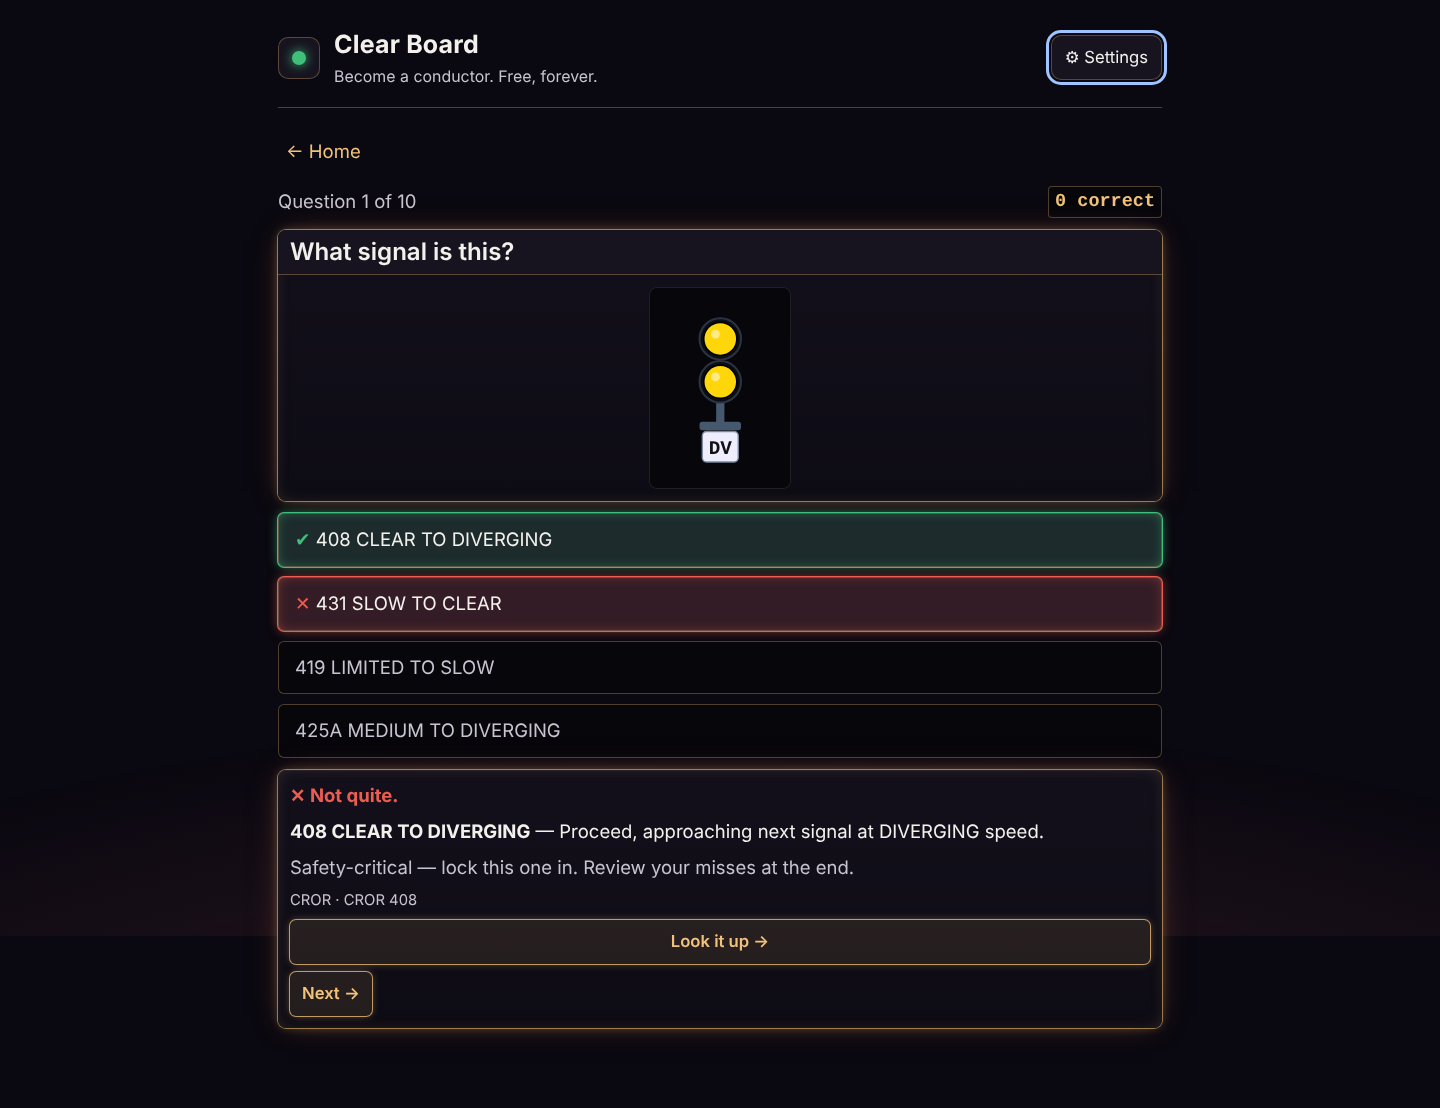 Clear Board
Become a conductor. Free, forever.
⚙ Settings
← Home
Question 1 of 10
0 correct
What signal is this?
DV
✔ 408 CLEAR TO DIVERGING
✕ 431 SLOW TO CLEAR
419 LIMITED TO SLOW
425A MEDIUM TO DIVERGING
✕ Not quite.
408 CLEAR TO DIVERGING — Proceed, approaching next signal at DIVERGING speed.
Safety-critical — lock this one in. Review your misses at the end.
CROR · CROR 408
Look it up →
Next →